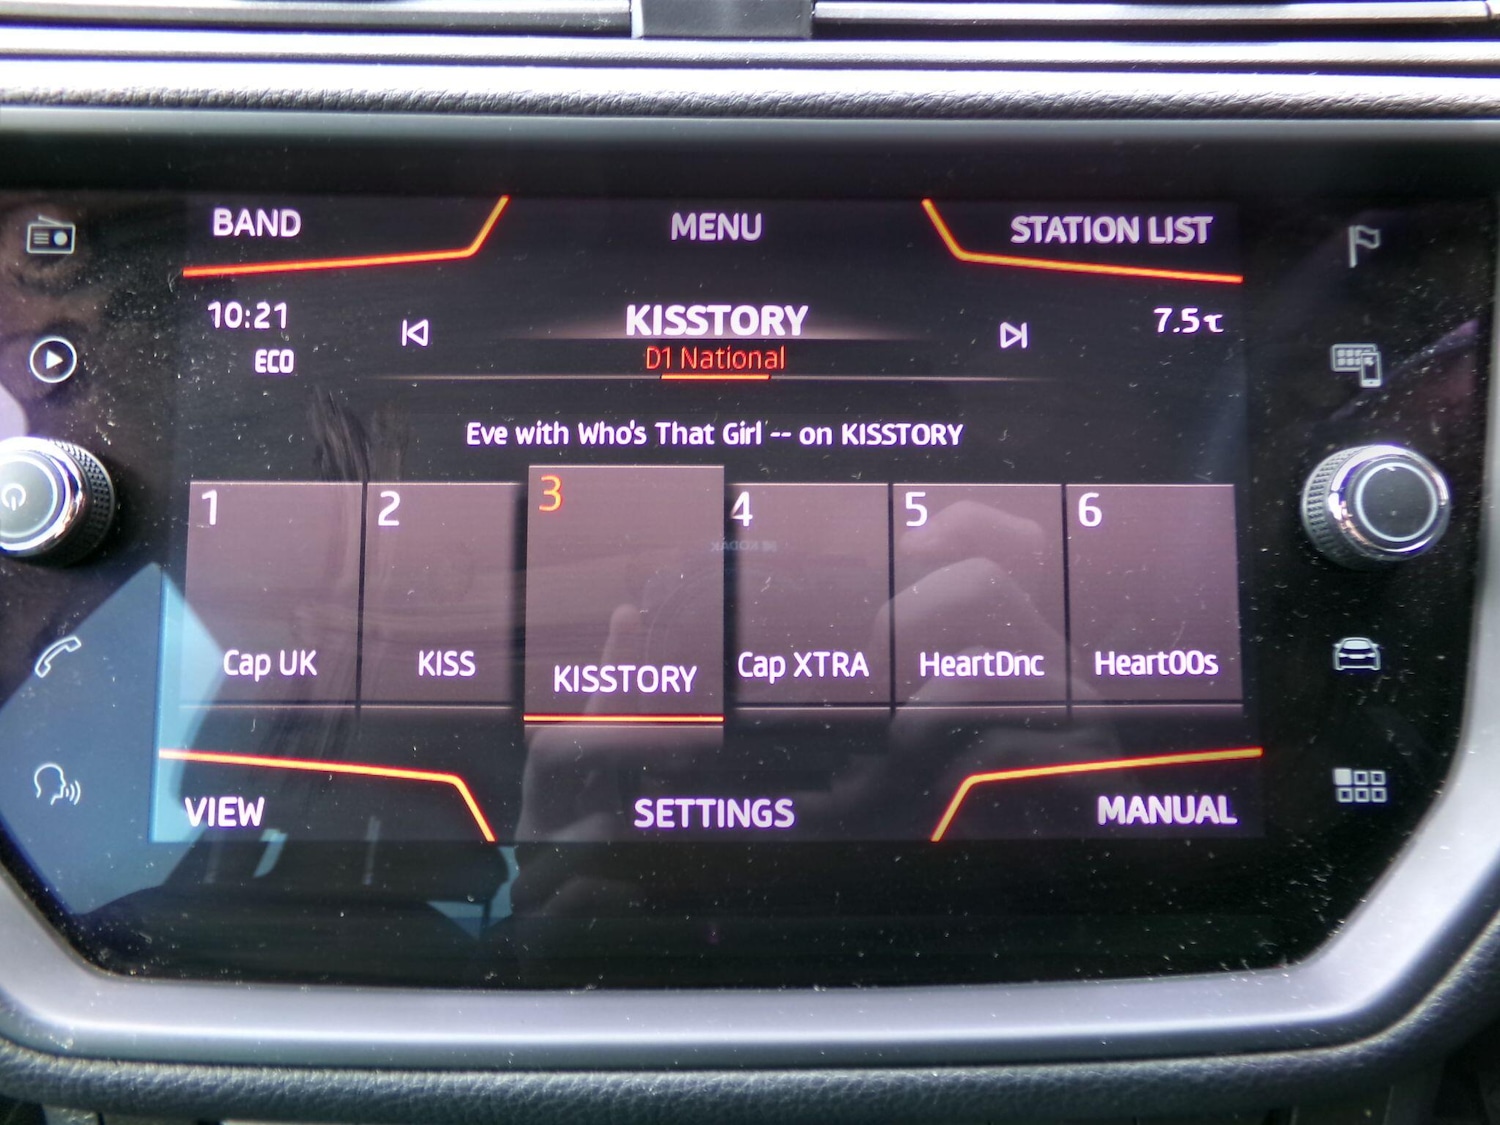 BAND
MENU
STATION LIST
10:21
KISSTORY
7.5℃
ECO
D1 National
Eve with Who's That Girl -- on KISSTORY
1
2
3
4
5
6
Cap UK
KISS
KISSTORY
Cap XTRA
HeartDnc
Heart00s
VIEW
SETTINGS
MANUAL
KODAK